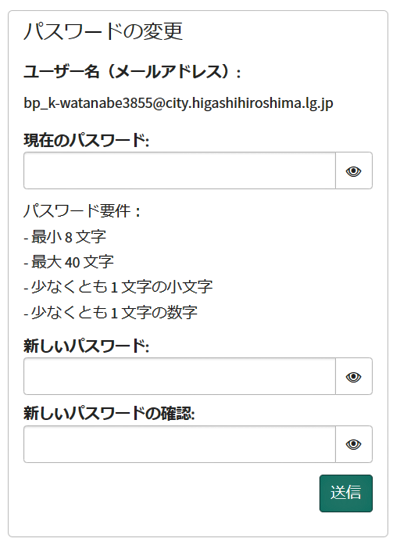 パスワードの変更
ユーザー名（メールアドレス）:
bp_k-watanabe3855@city.higashihiroshima.lg.jp
現在のパスワード:
パスワード要件：
- 最小 8 文字
- 最大 40 文字
- 少なくとも 1 文字の小文字
- 少なくとも 1 文字の数字
新しいパスワード:
新しいパスワードの確認:
送信